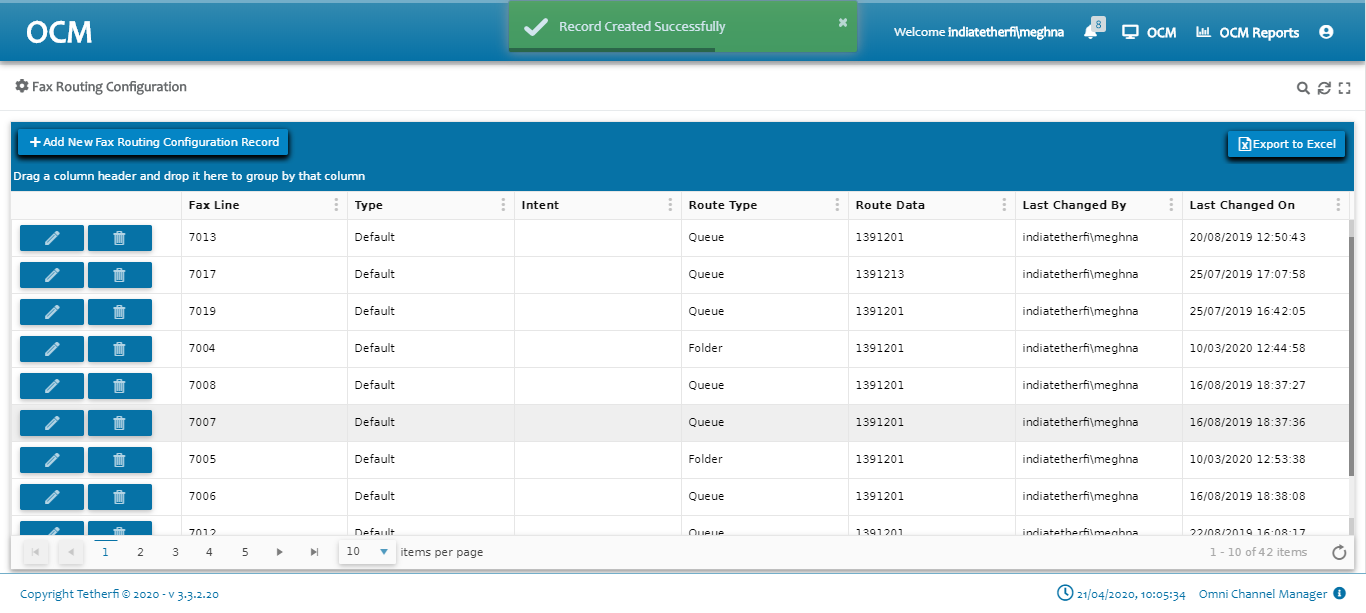 OCM
Record Created Successfully
Welcome indiatetherfi\meghna
8
OCM
OCM Reports
Fax Routing Configuration
Add New Fax Routing Configuration Record
Export to Excel
Drag a column header and drop it here to group by that column
Fax Line Type Intent Route Type Route Data Last Changed By Last Changed On
7013 Default Queue 1391201 indiatetherfi\meghna 20/08/2019 12:50:43
7017 Default Queue 1391213 indiatetherfi\meghna 25/07/2019 17:07:58
7019 Default Queue 1391201 indiatetherfi\meghna 25/07/2019 16:42:05
7004 Default Folder 1391201 indiatetherfi\meghna 10/03/2020 12:44:58
7008 Default Queue 1391201 indiatetherfi\meghna 16/08/2019 18:37:27
7007 Default Queue 1391201 indiatetherfi\meghna 16/08/2019 18:37:36
7005 Default Folder 1391201 indiatetherfi\meghna 10/03/2020 12:53:38
7006 Default Queue 1391201 indiatetherfi\meghna 16/08/2019 18:38:08
7012 Default Queue 1391201 indiatetherfi\meghna 22/08/2019 16:08:17
1 2 3 4 5 10 items per page 1 - 10 of 42 items
Copyright Tetherfi © 2020 - v 3.3.2.20 21/04/2020, 10:05:34 Omni Channel Manager